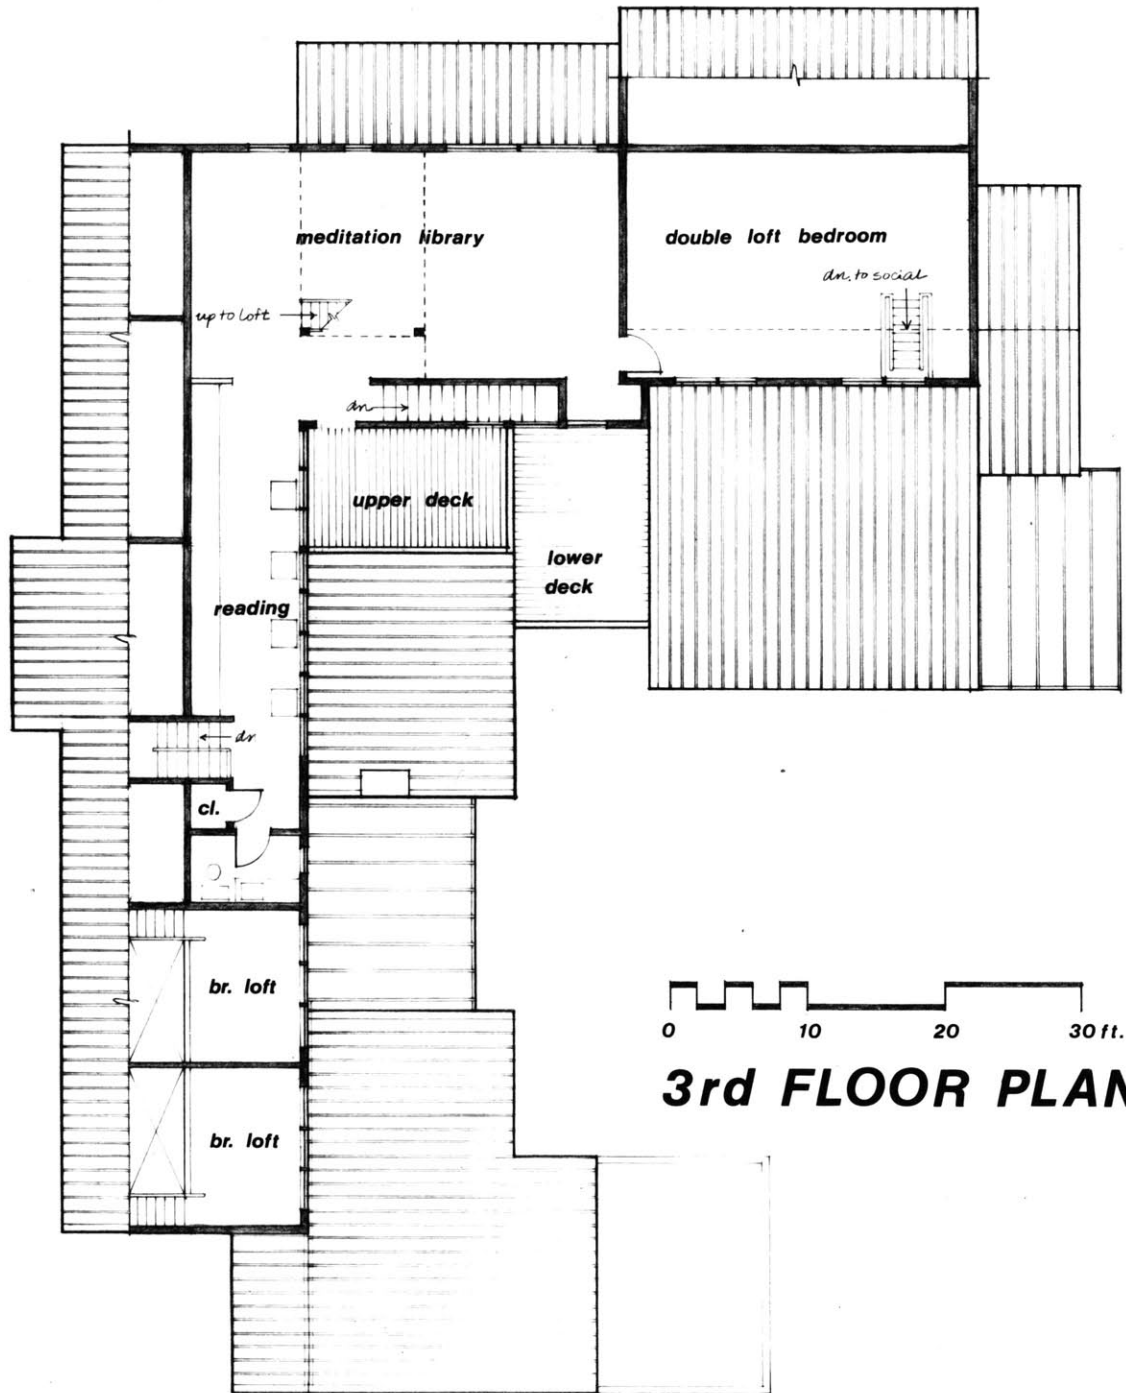 meditation library
double loft bedroom
dn. to social
up to loft
dn
upper deck
lower
deck
reading
dn
cl.
br. loft
br. loft
0 10 20 30 ft.
3rd FLOOR PLAN